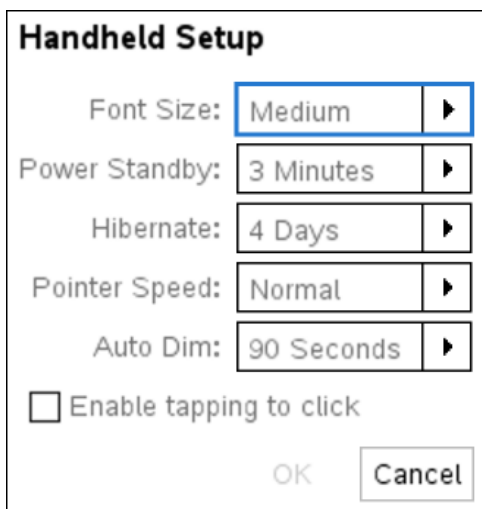 Handheld Setup
Font Size: Medium
Power Standby: 3 Minutes
Hibernate: 4 Days
Pointer Speed: Normal
Auto Dim: 90 Seconds
Enable tapping to click
OK Cancel